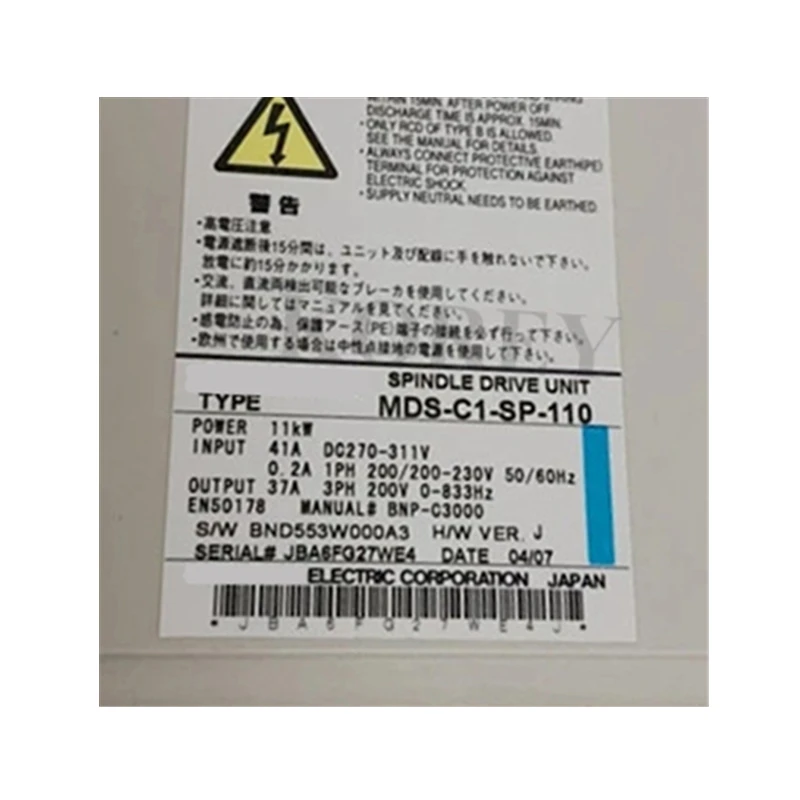 WITHIN 15MIN. AFTER POWER OFF
DISCHARGE TIME IS APPROX. 15MIN.
・ONLY RCD OF TYPE B IS ALLOWED.
SEE THE MANUAL FOR DETAILS.
・ALWAYS CONNECT PROTECTIVE EARTH(PE)
TERMINAL FOR PROTECTION AGAINST
ELECTRIC SHOCK.
・SUPPLY NEUTRAL NEEDS TO BE EARTHED.
警告
・高電圧注意
・電源遮断後15分間は、ユニット及び配線に手を触れないで下さい。
放電に約15分かかります。
・交流、直流両検出可能なブレーカを使用してください。
詳細に関してはマニュアルを見てください。
・感電防止の為、保護アース(PE)端子の接続を必ず行って下さい。
・欧州で使用する場合は中性点接地の電源を使用して下さい。
SPINDLE DRIVE UNIT
TYPE MDS-C1-SP-110
POWER 11kW
INPUT 41A DC270-311V
0.2A 1PH 200/200-230V 50/60Hz
OUTPUT 37A 3PH 200V 0-833Hz
EN50178 MANUAL# BNP-C3000
S/W BND553W000A3 H/W VER. J
SERIAL# JBA6FG27WE4 DATE 04/07
ELECTRIC CORPORATION JAPAN
* J B A 6 F G 2 7 W E 4 J *